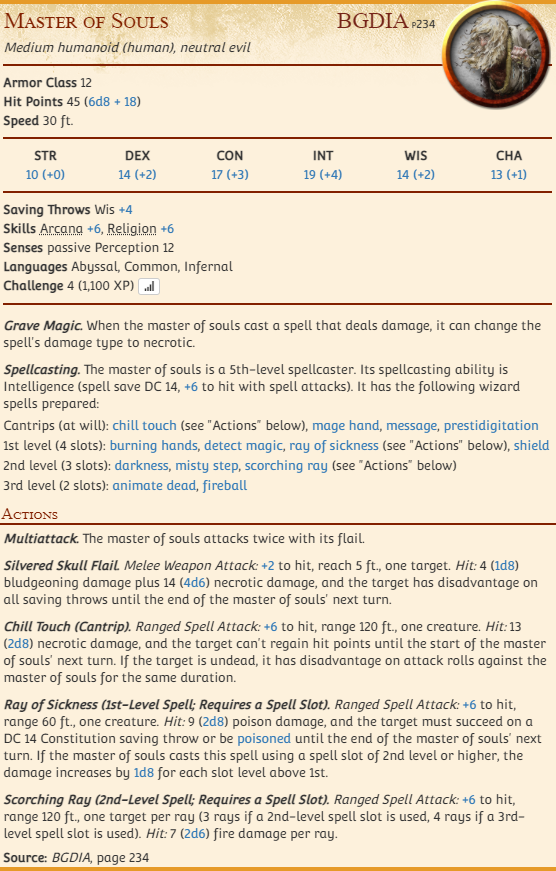 Master of Souls BGDIA P234
Medium humanoid (human), neutral evil
Armor Class 12
Hit Points 45 (6d8 + 18)
Speed 30 ft.
STR DEX CON INT WIS CHA
10 (+0) 14 (+2) 17 (+3) 19 (+4) 14 (+2) 13 (+1)
Saving Throws Wis +4
Skills Arcana +6, Religion +6
Senses passive Perception 12
Languages Abyssal, Common, Infernal
Challenge 4 (1,100 XP)
Grave Magic. When the master of souls cast a spell that deals damage, it can change the
spell's damage type to necrotic.
Spellcasting. The master of souls is a 5th-level spellcaster. Its spellcasting ability is
Intelligence (spell save DC 14, +6 to hit with spell attacks). It has the following wizard
spells prepared:
Cantrips (at will): chill touch (see "Actions" below), mage hand, message, prestidigitation
1st level (4 slots): burning hands, detect magic, ray of sickness (see "Actions" below), shield
2nd level (3 slots): darkness, misty step, scorching ray (see "Actions" below)
3rd level (2 slots): animate dead, fireball
Actions
Multiattack. The master of souls attacks twice with its flail.
Silvered Skull Flail. Melee Weapon Attack: +2 to hit, reach 5 ft., one target. Hit: 4 (1d8)
bludgeoning damage plus 14 (4d6) necrotic damage, and the target has disadvantage on
all saving throws until the end of the master of souls' next turn.
Chill Touch (Cantrip). Ranged Spell Attack: +6 to hit, range 120 ft., one creature. Hit: 13
(2d8) necrotic damage, and the target can't regain hit points until the start of the master
of souls' next turn. If the target is undead, it has disadvantage on attack rolls against the
master of souls for the same duration.
Ray of Sickness (1st-Level Spell; Requires a Spell Slot). Ranged Spell Attack: +6 to hit,
range 60 ft., one creature. Hit: 9 (2d8) poison damage, and the target must succeed on a
DC 14 Constitution saving throw or be poisoned until the end of the master of souls' next
turn. If the master of souls casts this spell using a spell slot of 2nd level or higher, the
damage increases by 1d8 for each slot level above 1st.
Scorching Ray (2nd-Level Spell; Requires a Spell Slot). Ranged Spell Attack: +6 to hit,
range 120 ft., one target per ray (3 rays if a 2nd-level spell slot is used, 4 rays if a 3rd-
level spell slot is used). Hit: 7 (2d6) fire damage per ray.
Source: BGDIA, page 234